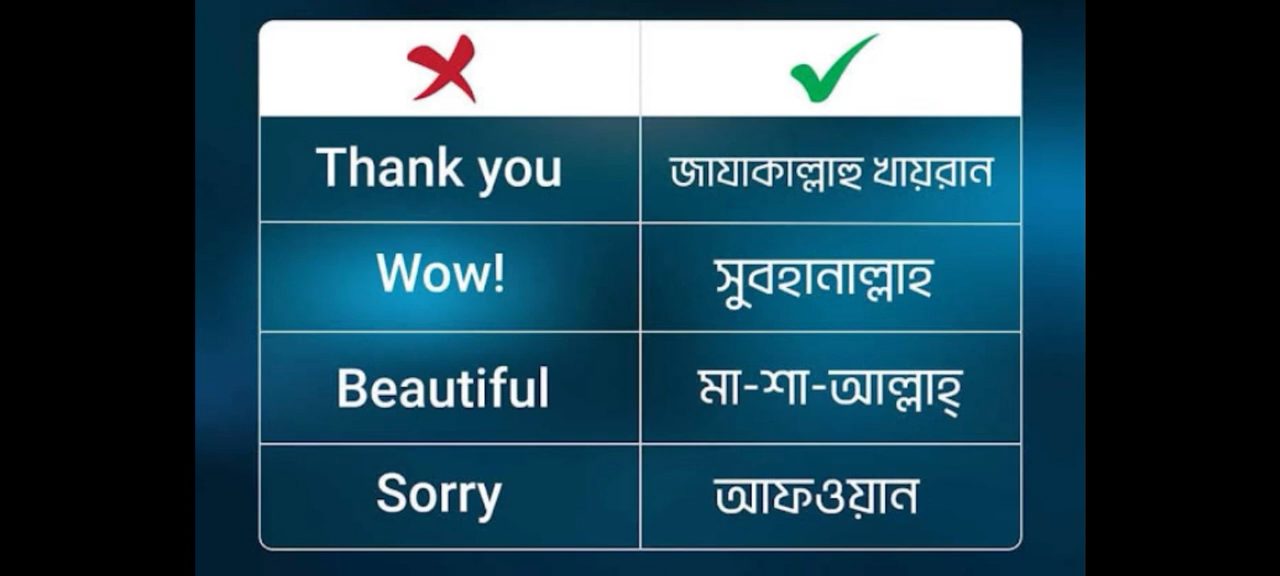 Thank you
জাযাকাল্লাহু খায়রান
Wow!
সুবহানাল্লাহ
Beautiful
মা-শা-আল্লাহ্
Sorry
আফওয়ান